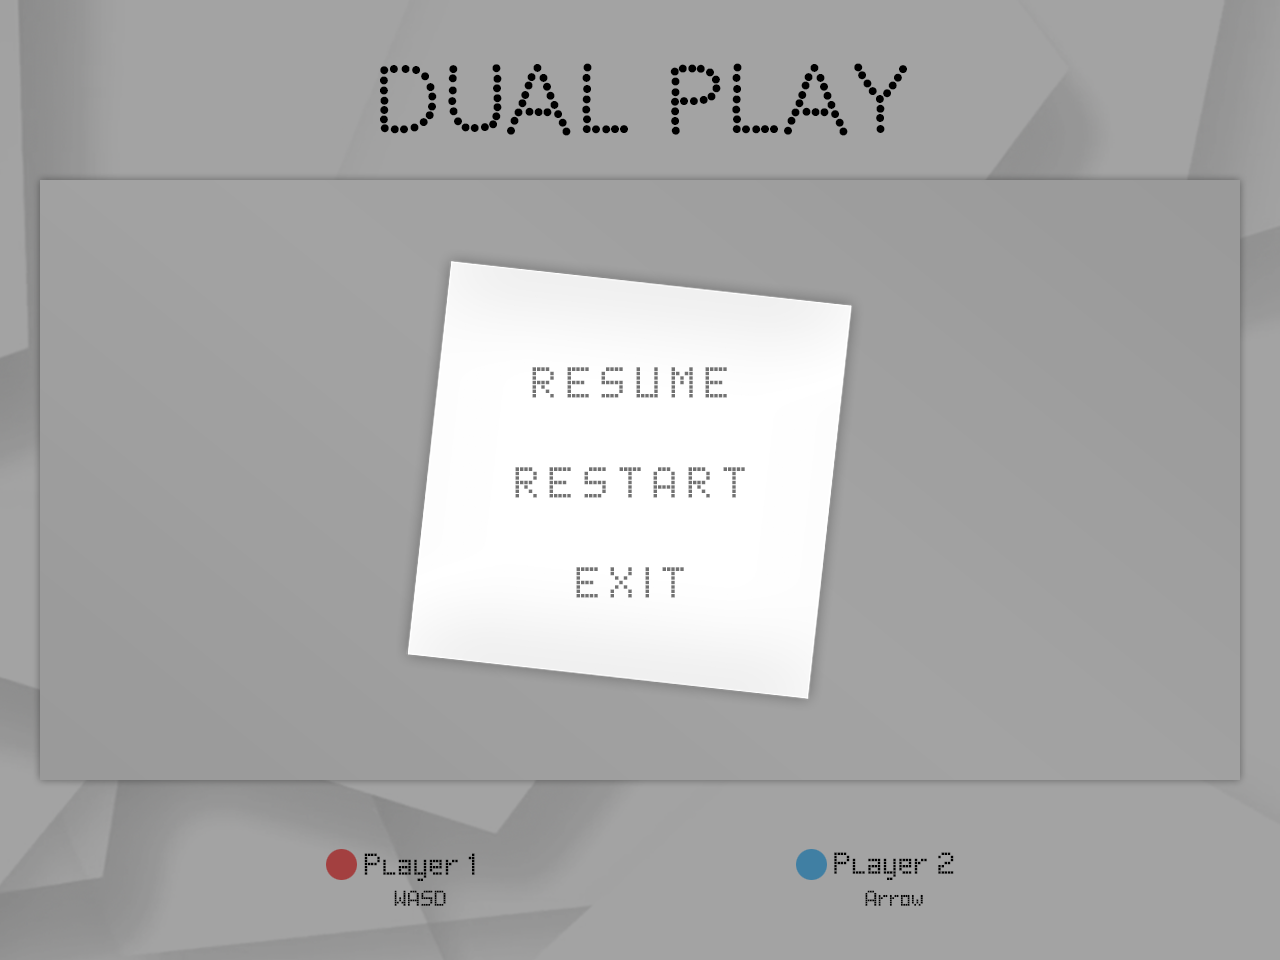 DUAL PLAY
RESUME
RESTART
EXIT
Player 1
WASD
Player 2
Arrow